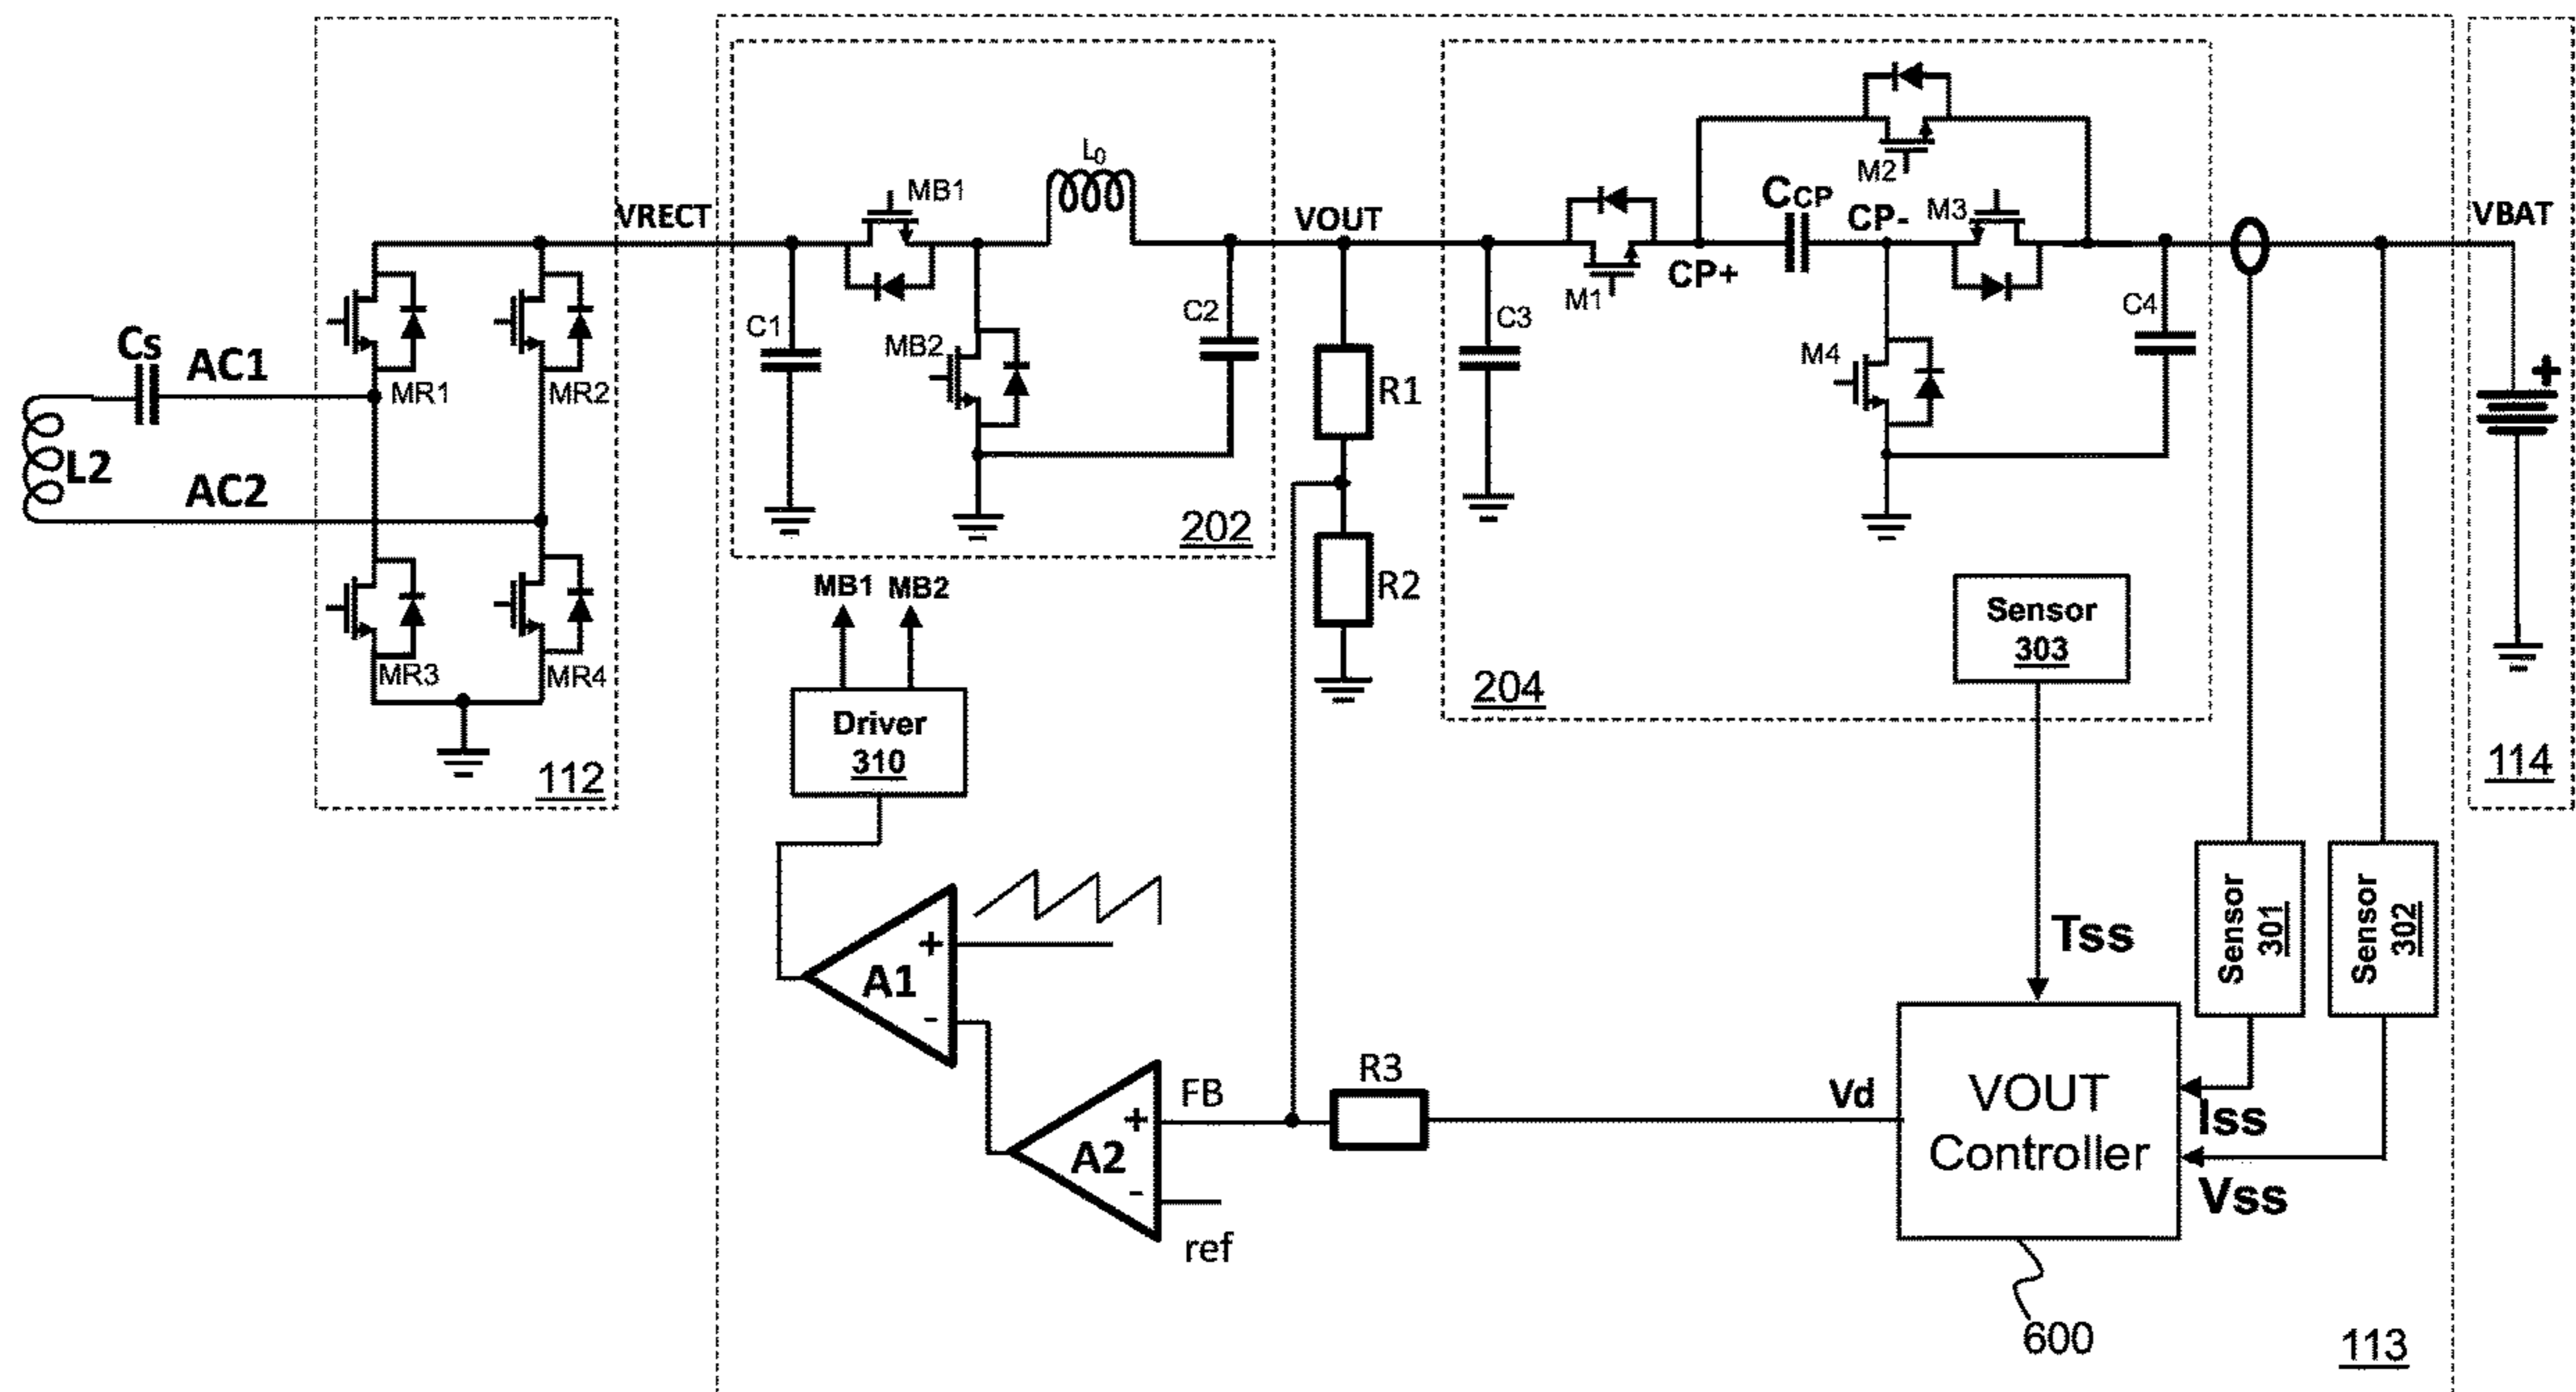 L2
Cs
AC1
AC2
MR1
MR2
MR3
MR4
112
VRECT
C1
MB1
MB2
L0
C2
202
VOUT
R1
R2
C3
M1
CP+
CCP
CP-
M2
M3
M4
C4
Sensor
303
204
VBAT
+
114
MB1 MB2
Driver
310
+
A1
-
FB
+
A2
-
ref
R3
Vd
Tss
Sensor
301
Sensor
302
VOUT
Controller
Iss
Vss
600
113